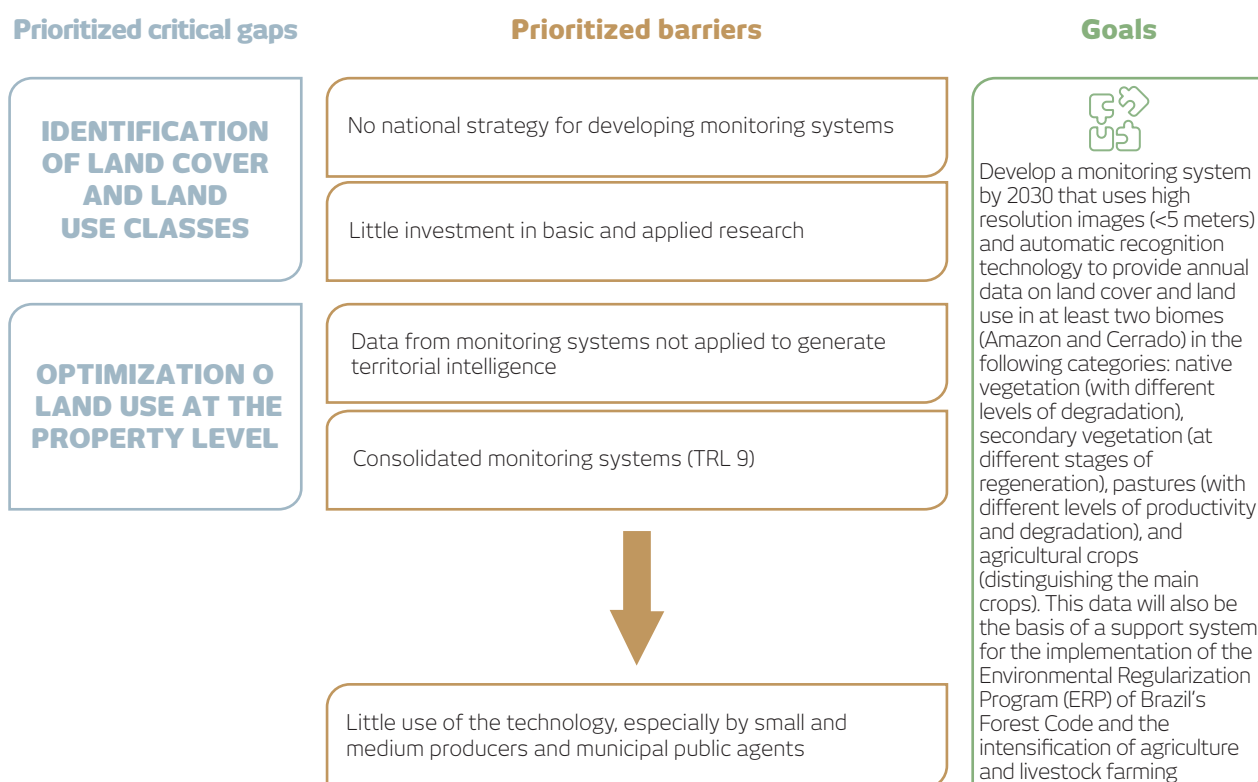 Prioritized critical gaps
Prioritized barriers
Goals
IDENTIFICATION
OF LAND COVER
AND LAND
USE CLASSES
No national strategy for developing monitoring systems
Little investment in basic and applied research
OPTIMIZATION O
LAND USE AT THE
PROPERTY LEVEL
Data from monitoring systems not applied to generate
territorial intelligence
Consolidated monitoring systems (TRL 9)
Little use of the technology, especially by small and
medium producers and municipal public agents
Develop a monitoring system
by 2030 that uses high
resolution images (<5 meters)
and automatic recognition
technology to provide annual
data on land cover and land
use in at least two biomes
(Amazon and Cerrado) in the
following categories: native
vegetation (with different
levels of degradation),
secondary vegetation (at
different stages of
regeneration), pastures (with
different levels of productivity
and degradation), and
agricultural crops
(distinguishing the main
crops). This data will also be
the basis of a support system
for the implementation of the
Environmental Regularization
Program (ERP) of Brazil's
Forest Code and the
intensification of agriculture
and livestock farming